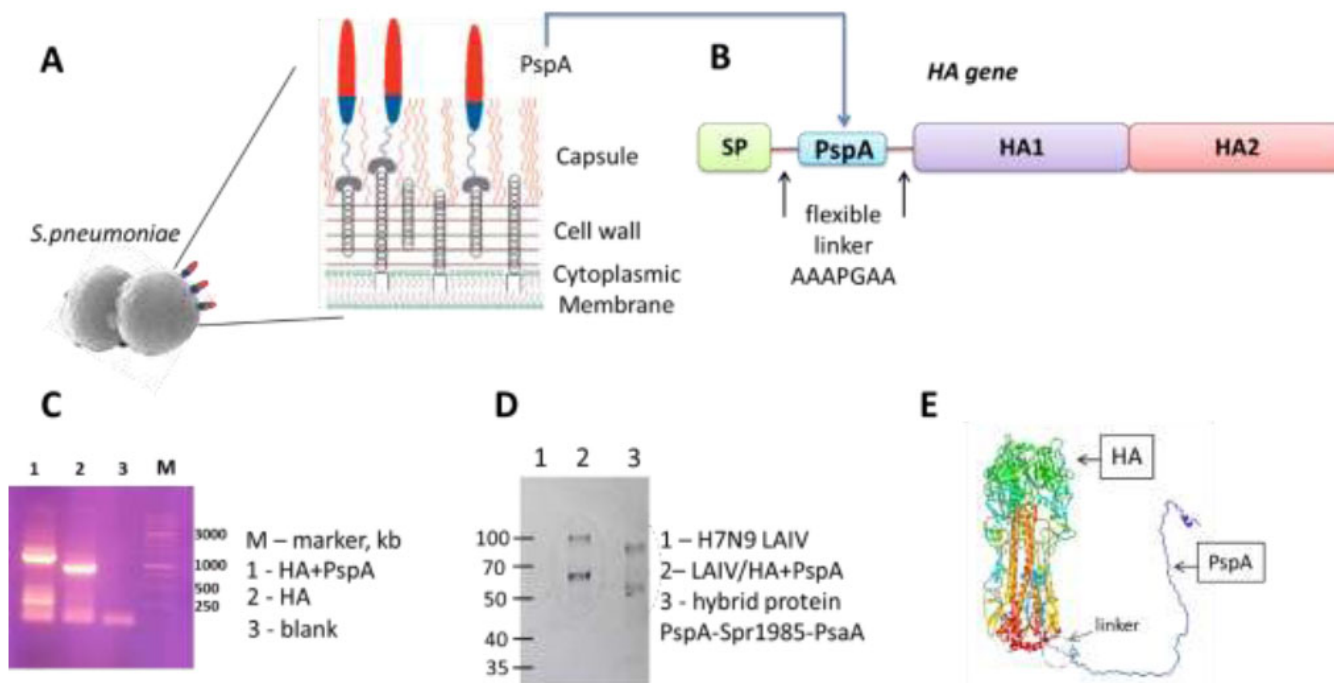 A
PspA
Capsule
Cell wall
Cytoplasmic
Membrane
S.pneumoniae
B
HA gene
SP
PspA
HA1
HA2
flexible
linker
AAAPGAA
C
1 2 3 M
3000
1000
500
250
M – marker, kb
1 - HA+PspA
2 - HA
3 - blank
D
1 2 3
100
70
50
40
35
1 – H7N9 LAIV
2– LAIV/HA+PspA
3 - hybrid protein
PspA-Spr1985-PsaA
E
HA
PspA
linker